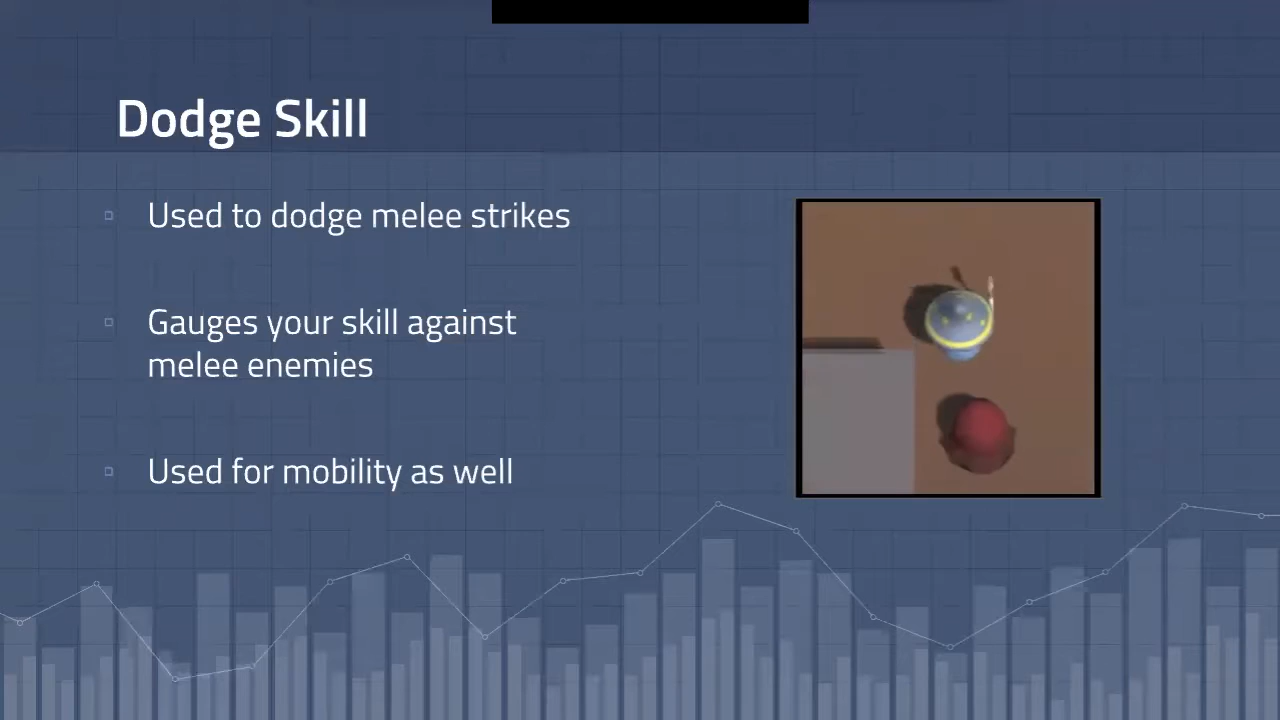 Dodge Skill
Used to dodge melee strikes
Gauges your skill against
melee enemies
Used for mobility as well